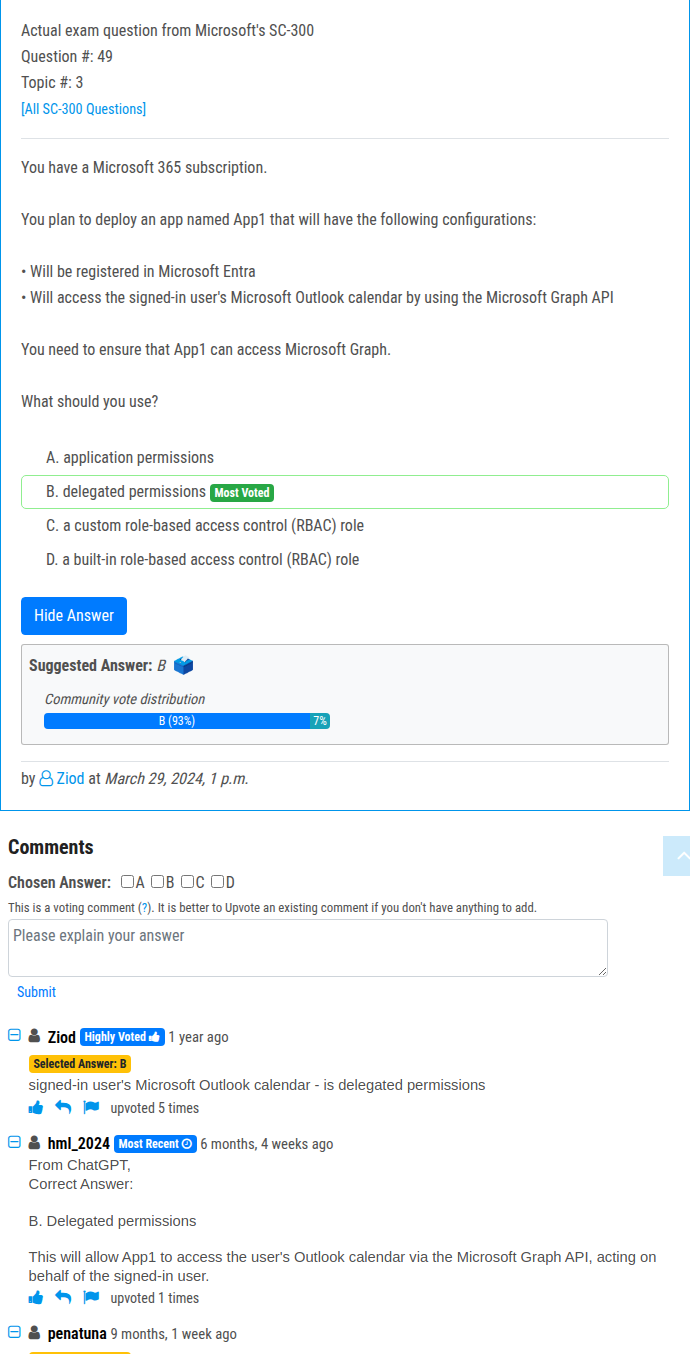 Actual exam question from Microsoft's SC-300
Question #: 49
Topic #: 3
[All SC-300 Questions]
You have a Microsoft 365 subscription.
You plan to deploy an app named App1 that will have the following configurations:
• Will be registered in Microsoft Entra
• Will access the signed-in user's Microsoft Outlook calendar by using the Microsoft Graph API
You need to ensure that App1 can access Microsoft Graph.
What should you use?
A. application permissions
B. delegated permissions Most Voted
C. a custom role-based access control (RBAC) role
D. a built-in role-based access control (RBAC) role
Hide Answer
Suggested Answer: B
Community vote distribution
B (93%) 7%
by Ziod at March 29, 2024, 1 p.m.
Comments
Chosen Answer: A B C D
This is a voting comment (?). It is better to Upvote an existing comment if you don't have anything to add.
Please explain your answer
Submit
Ziod Highly Voted 1 year ago
Selected Answer: B
signed-in user's Microsoft Outlook calendar - is delegated permissions
upvoted 5 times
hml_2024 Most Recent 6 months, 4 weeks ago
From ChatGPT,
Correct Answer:
B. Delegated permissions
This will allow App1 to access the user's Outlook calendar via the Microsoft Graph API, acting on
behalf of the signed-in user.
upvoted 1 times
penatuna 9 months, 1 week ago